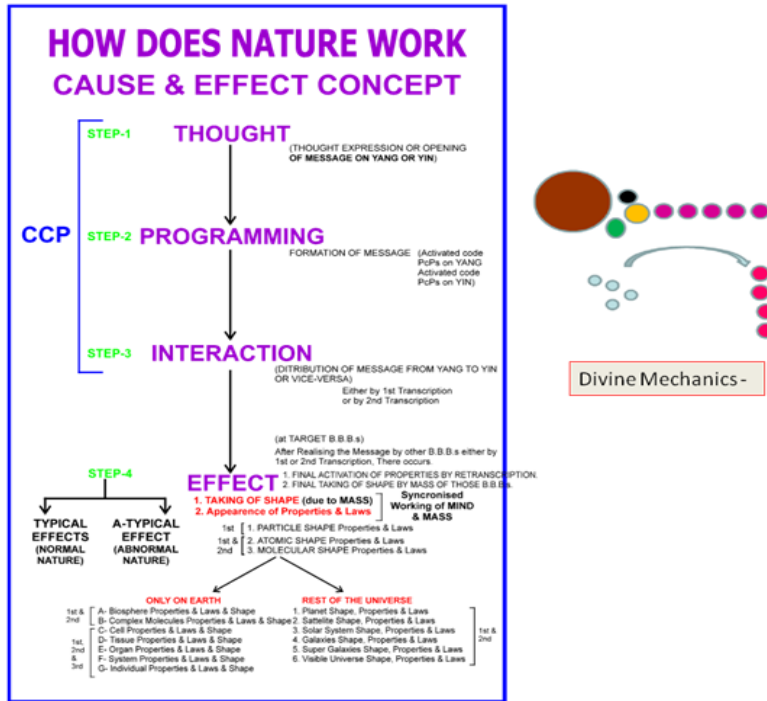 HOW DOES NATURE WORK
CAUSE & EFFECT CONCEPT
STEP-1
THOUGHT
(THOUGHT EXPRESSION OR OPENING
OF MESSAGE ON YANG OR YIN)
CCP
STEP-2
PROGRAMMING
FORMATION OF MESSAGE (Activated code
PcPs on YANG
Activated code
PcPs on YIN)
STEP-3
INTERACTION
(DITRIBUTION OF MESSAGE FROM YANG TO YIN
OR VICE-VERSA)
Either by 1st Transcription
or by 2nd Transcription
(at TARGET B.B.B.s)
After Realising the Message by other B.B.B.s either by
1st or 2nd Transcription, There occurs.
STEP-4
EFFECT
1. FINAL ACTIVATION OF PROPERTIES BY RETRANSCRIPTION.
2. FINAL TAKING OF SHAPE BY MASS OF THOSE B.B.B.s.
1. TAKING OF SHAPE (due to MASS)
2. Appearence of Properties & Laws
Syncronised
Working of MIND
& MASS
TYPICAL
EFFECTS
(NORMAL
NATURE)
A-TYPICAL
EFFECT
(ABNORMAL
NATURE)
1st 1. PARTICLE SHAPE Properties & Laws
1st & 2. ATOMIC SHAPE Properties & Laws
2nd 3. MOLECULAR SHAPE Properties & Laws
ONLY ON EARTH
1st &
2nd
A- Biosphere Properties & Laws & Shape
B- Complex Molecules Properties & Laws & Shape
1st,
2nd
&
3rd
C- Cell Properties & Laws & Shape
D- Tissue Properties & Laws & Shape
E- Organ Properties & Laws & Shape
F- System Properties & Laws & Shape
G- Individual Properties & Laws & Shape
REST OF THE UNIVERSE
1. Planet Shape, Properties & Laws
2. Sattelite Shape, Properties & Laws
3. Solar System Shape, Properties & Laws
4. Galaxies Shape, Properties & Laws
5. Super Galaxies Shape, Properties & Laws
6. Visible Universe Shape, Properties & Laws
1st &
2nd
Divine Mechanics-